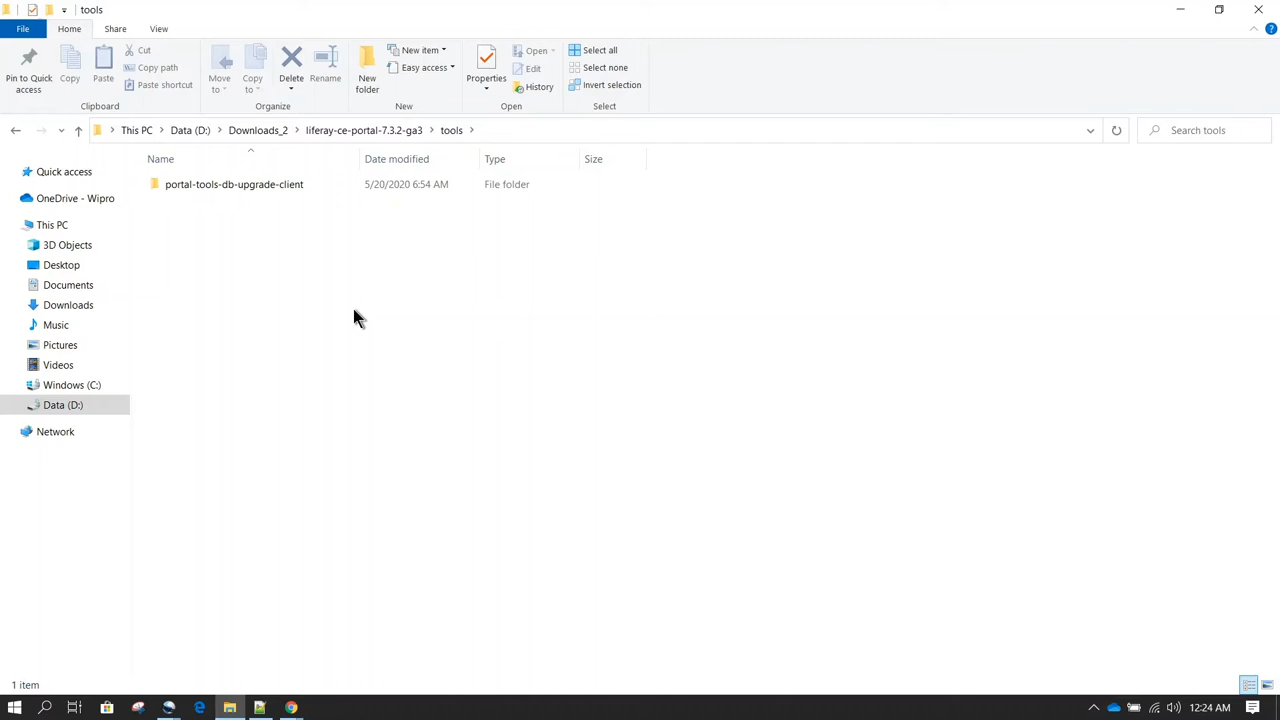 tools
File
Home
Share
View
Pin to Quick access
Copy
Paste
Cut
Copy path
Paste shortcut
Clipboard
Move to
Copy to
Delete
Rename
Organize
New folder
New item
Easy access
New
Properties
Open
Edit
History
Open
Select all
Select none
Invert selection
Select
This PC
Data (D:)
Downloads_2
liferay-ce-portal-7.3.2-ga3
tools
Search tools
Name
Date modified
Type
Size
portal-tools-db-upgrade-client
5/20/2020 6:54 AM
File folder
Quick access
OneDrive - Wipro
This PC
3D Objects
Desktop
Documents
Downloads
Music
Pictures
Videos
Windows (C:)
Data (D:)
Network
1 item
12:24 AM